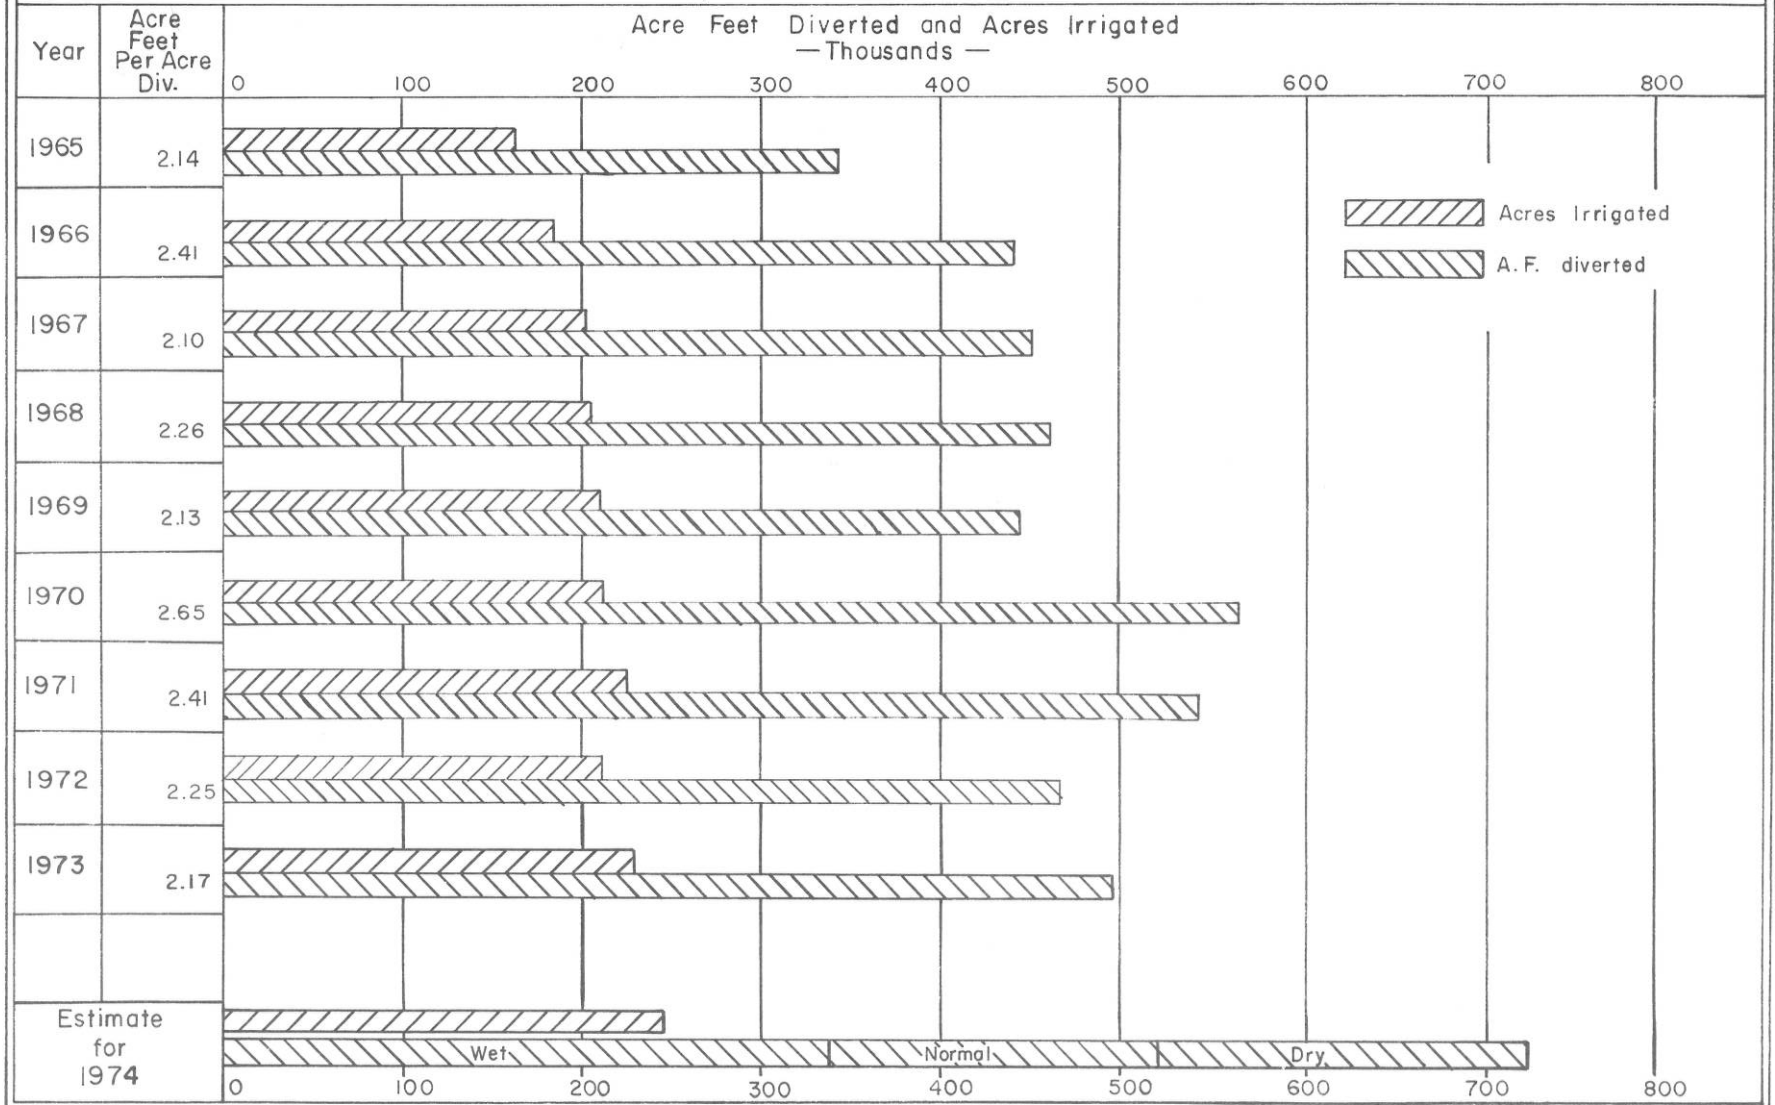 Year
Acre
Feet
Per Acre
Div.
Acre Feet Diverted and Acres Irrigated
— Thousands —
0 100 200 300 400 500 600 700 800
1965 2.14
1966 2.41
1967 2.10
1968 2.26
1969 2.13
1970 2.65
1971 2.41
1972 2.25
1973 2.17
Acres Irrigated
A.F. diverted
Estimate
for
1974
Wet Normal Dry
0 100 200 300 400 500 600 700 800